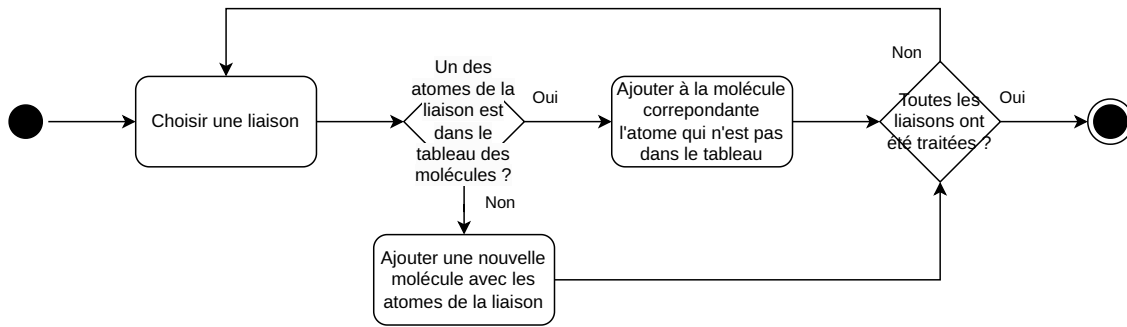 Choisir une liaison
Un des
atomes de la
liaison est
dans le
tableau des
molécules ?
Oui
Non
Ajouter à la molécule
correpondante
l'atome qui n'est pas
dans le tableau
Ajouter une nouvelle
molécule avec les
atomes de la liaison
Non
Toutes les
liaisons ont
été traitées ?
Oui